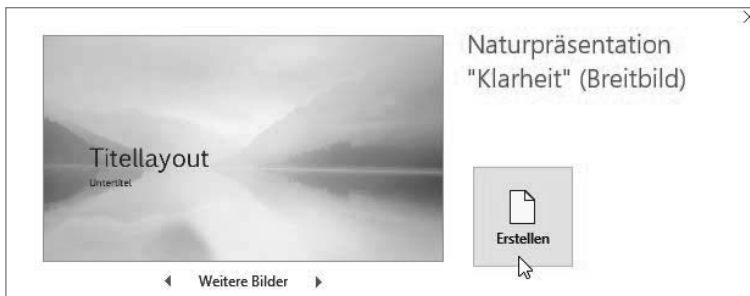 Naturpräsentation
"Klarheit" (Breitbild)
Titellayout
Untertitel
Erstellen
Weitere Bilder